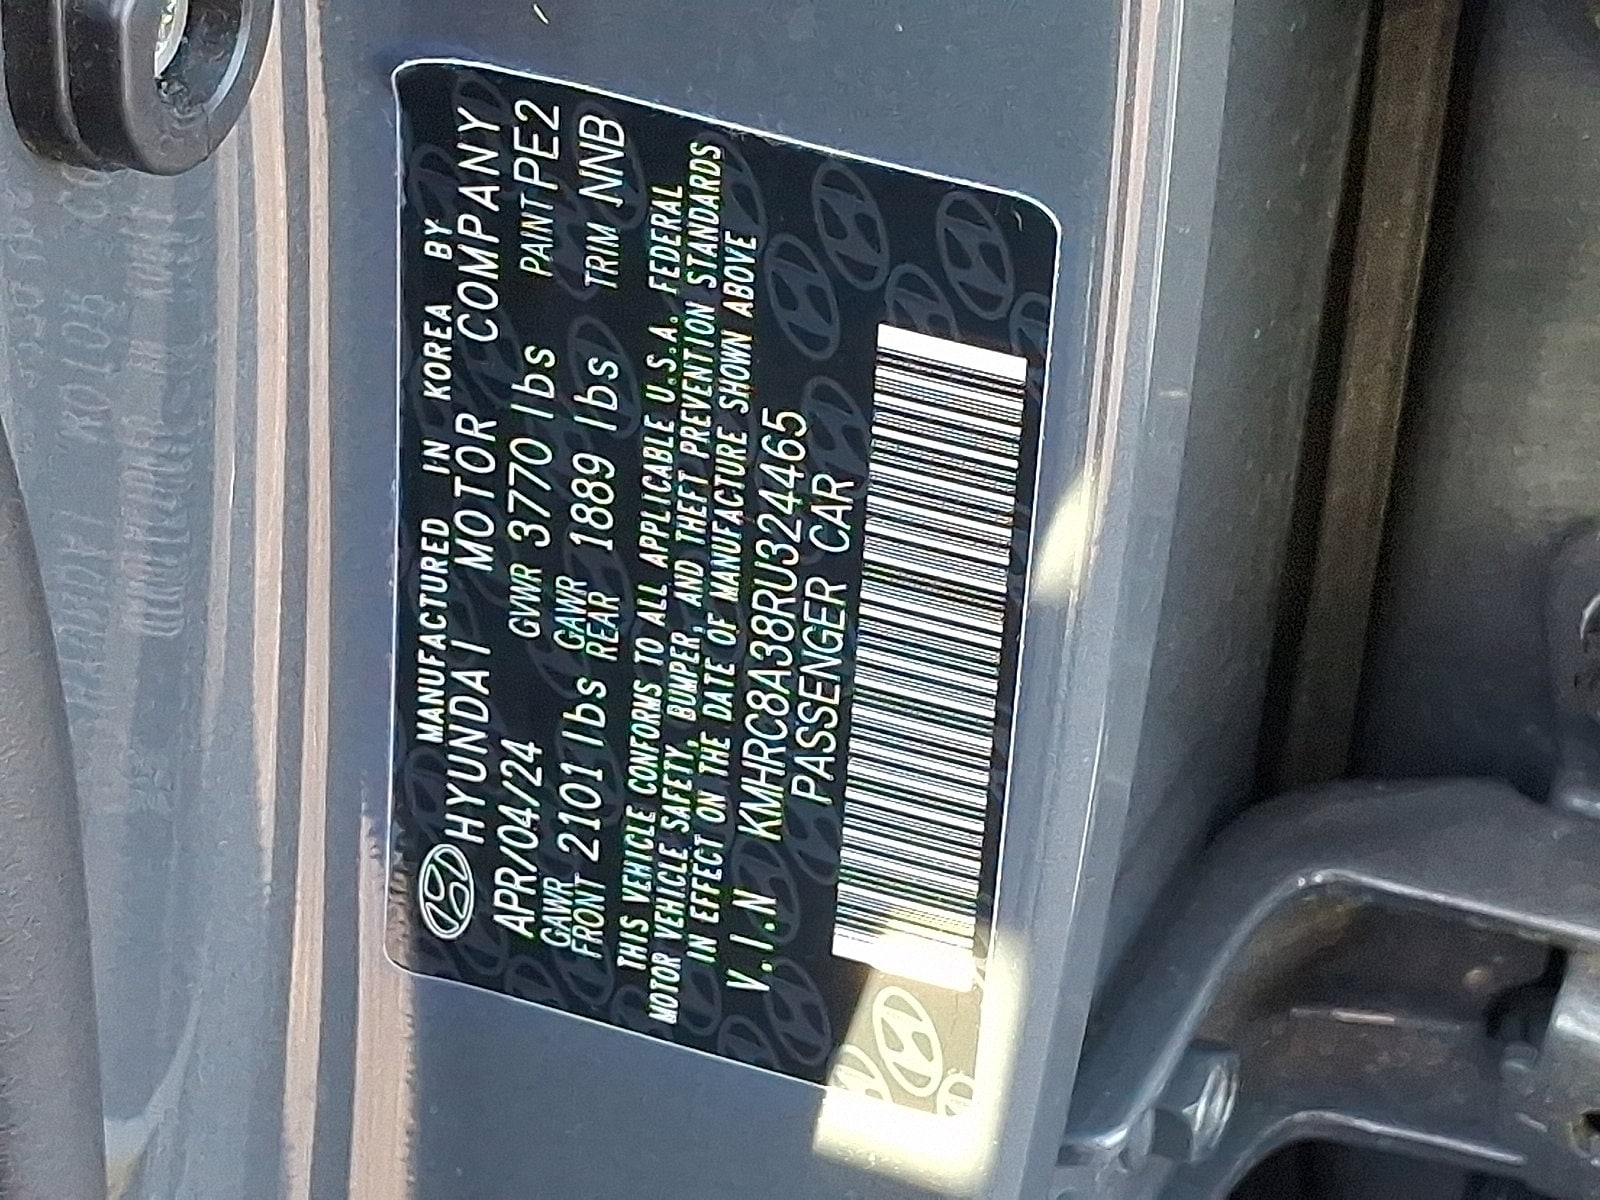 MANUFACTURED IN KOREA BY
HYUNDAI MOTOR COMPANY
APR/04/24 GVWR 3770 lbs PAINT PE2
GAWR FRONT 2101 lbs GAWR REAR 1889 lbs TRIM NNB
THIS VEHICLE CONFORMS TO ALL APPLICABLE U.S.A. FEDERAL
MOTOR VEHICLE SAFETY, BUMPER, AND THEFT PREVENTION STANDARDS
IN EFFECT ON THE DATE OF MANUFACTURE SHOWN ABOVE
V.I.N KMHRC8A38RU324465
PASSENGER CAR